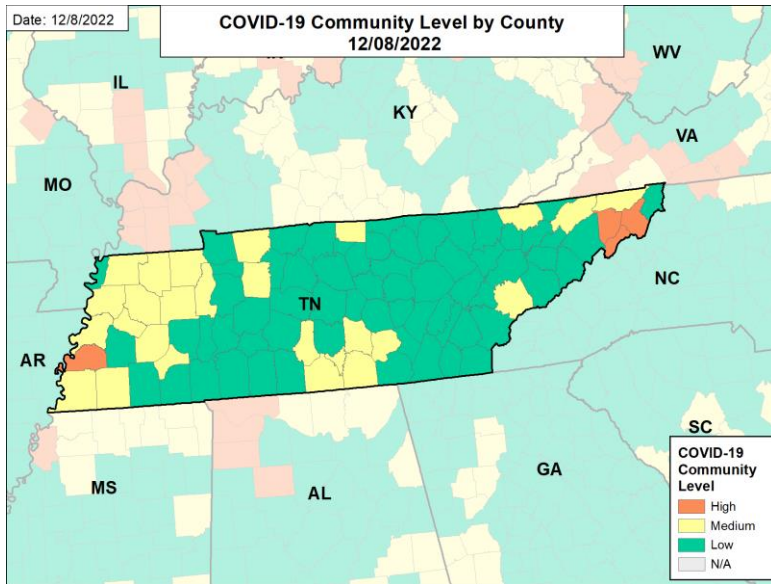 Date: 12/8/2022
COVID-19 Community Level by County
12/08/2022
WV
IL
KY
VA
MO
TN
NC
AR
SC
MS
AL
GA
COVID-19
Community
Level
High
Medium
Low
N/A